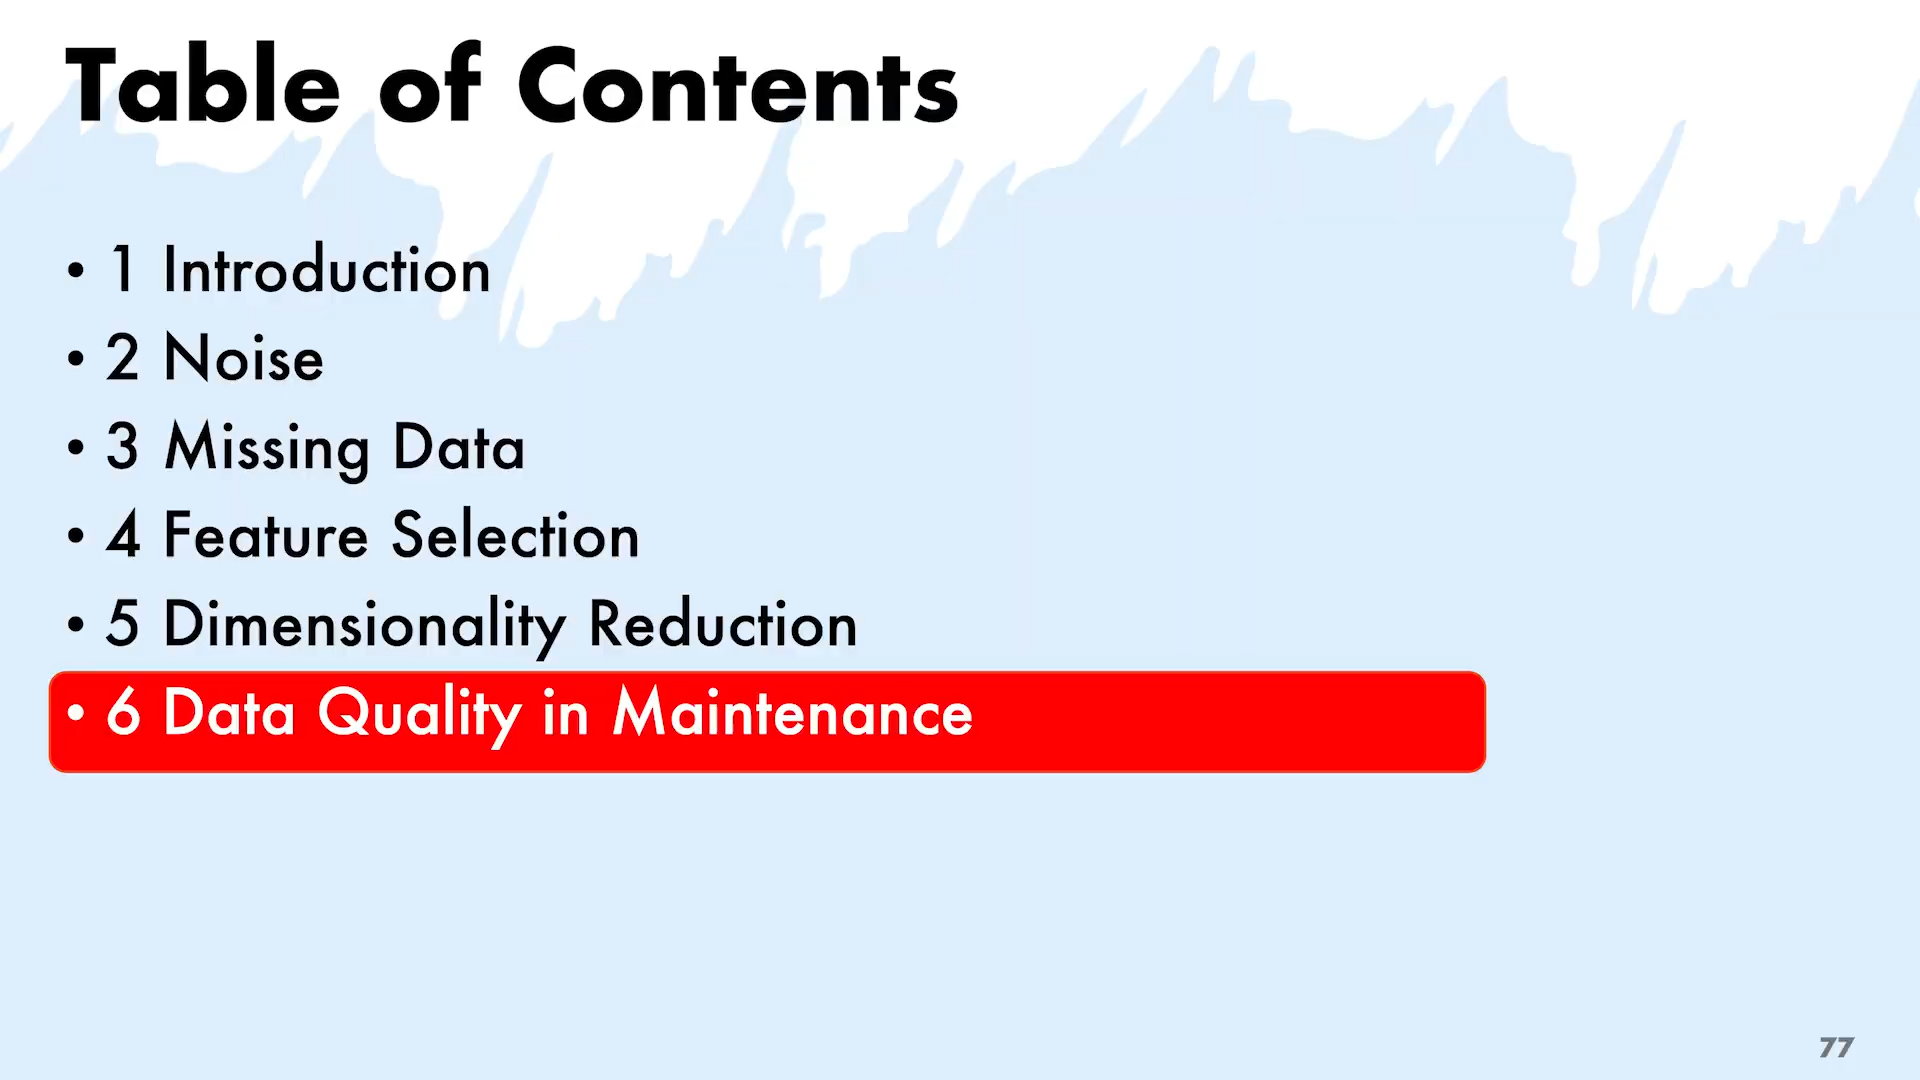 Table of Contents
• 1 Introduction
• 2 Noise
• 3 Missing Data
• 4 Feature Selection
• 5 Dimensionality Reduction
• 6 Data Quality in Maintenance
77